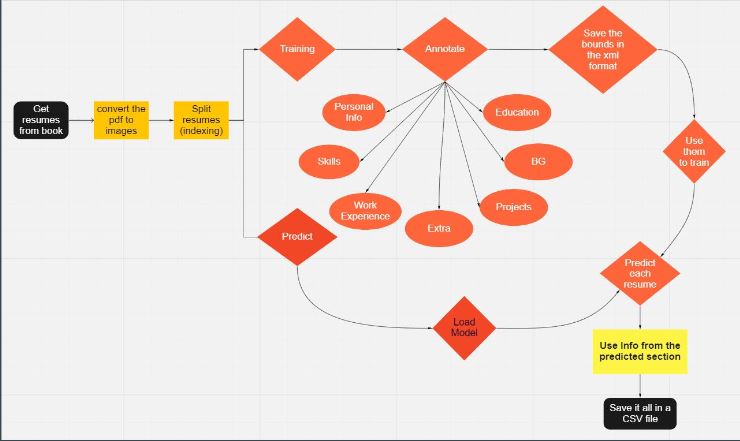 Get
resumes
from book
convert the
pdf to
images
Split
resumes
(indexing)
Training
Annotate
Save the
bounds in
the xml
format
Personal
Info
Education
Skills
BG
Work
Experience
Extra
Projects
Use
them
to train
Predict
Load
Model
Predict
each
resume
Use Info from the
predicted section
Save it all in a
CSV file